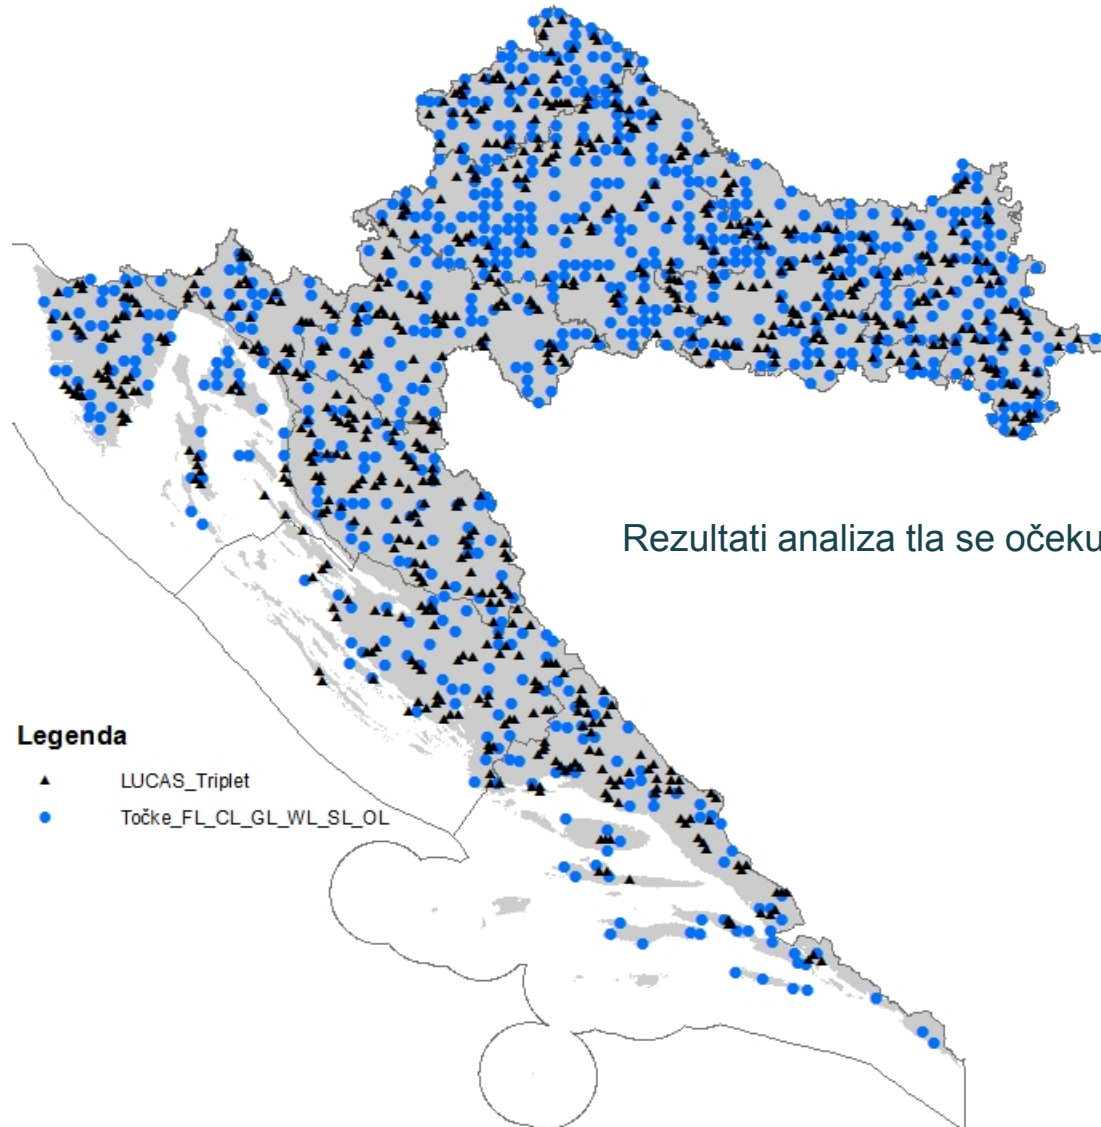 Rezultati analiza tla se očeku
Legenda
LUCAS_Triplet
Točke_FL_CL_GL_WL_SL_OL